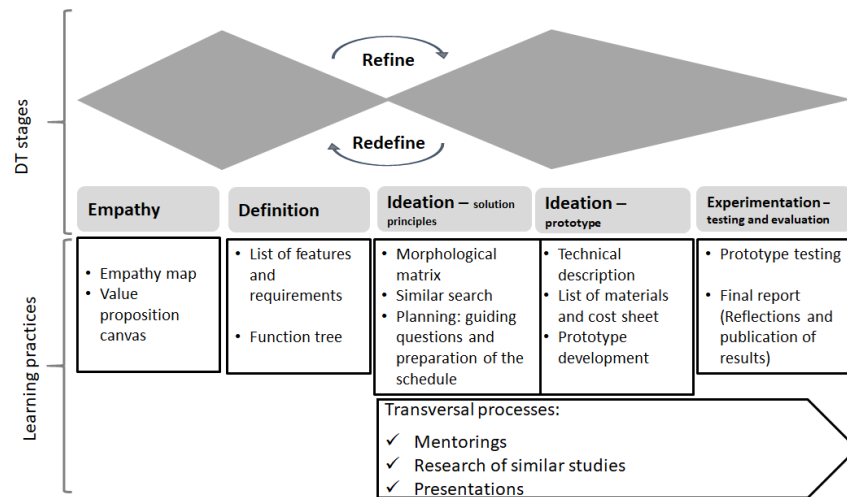 Refine
Redefine
DT stages
Empathy
Definition
Ideation – solution
principles
Ideation –
prototype
Experimentation –
testing and evaluation
Learning practices
• Empathy map
• Value
proposition
canvas
• List of features
and
requirements
• Function tree
• Morphological
matrix
• Similar search
• Planning: guiding
questions and
preparation of the
schedule
• Technical
description
• List of materials
and cost sheet
• Prototype
development
• Prototype testing
• Final report
(Reflections and
publication of
results)
Transversal processes:
✓ Mentorings
✓ Research of similar studies
✓ Presentations